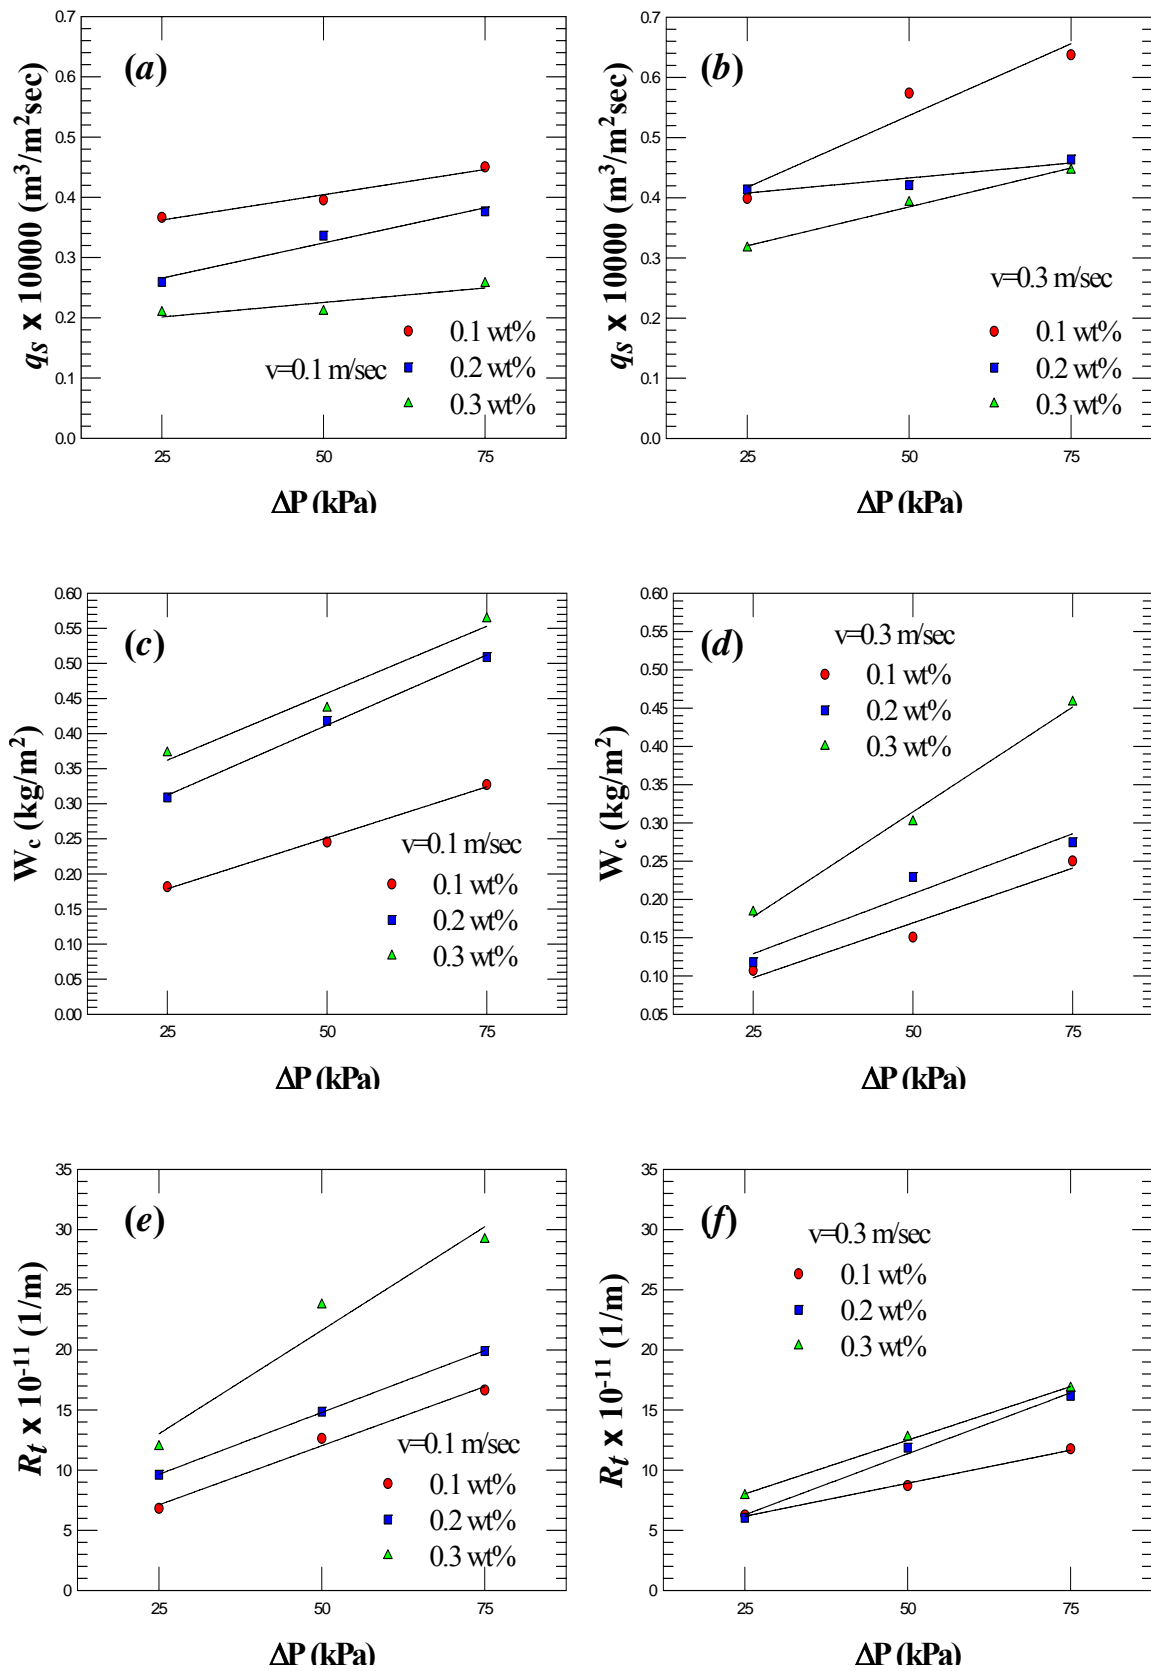 (a)
q_s x 10000 (m³/m²sec)
0.7
0.6
0.5
0.4
0.3
0.2
0.1
0.0
v=0.1 m/sec
0.1 wt%
0.2 wt%
0.3 wt%
25 50 75
ΔP (kPa)
(b)
q_s x 10000 (m³/m²sec)
0.7
0.6
0.5
0.4
0.3
0.2
0.1
0.0
v=0.3 m/sec
0.1 wt%
0.2 wt%
0.3 wt%
25 50 75
ΔP (kPa)
(c)
W_c (kg/m²)
0.60
0.55
0.50
0.45
0.40
0.35
0.30
0.25
0.20
0.15
0.10
0.05
0.00
v=0.1 m/sec
0.1 wt%
0.2 wt%
0.3 wt%
25 50 75
ΔP (kPa)
(d)
W_c (kg/m²)
0.60
0.55
0.50
0.45
0.40
0.35
0.30
0.25
0.20
0.15
0.10
0.05
v=0.3 m/sec
0.1 wt%
0.2 wt%
0.3 wt%
25 50 75
ΔP (kPa)
(e)
R_t x 10⁻¹¹ (1/m)
35
30
25
20
15
10
5
0
v=0.1 m/sec
0.1 wt%
0.2 wt%
0.3 wt%
25 50 75
ΔP (kPa)
(f)
R_t x 10⁻¹¹ (1/m)
35
30
25
20
15
10
5
0
v=0.3 m/sec
0.1 wt%
0.2 wt%
0.3 wt%
25 50 75
ΔP (kPa)